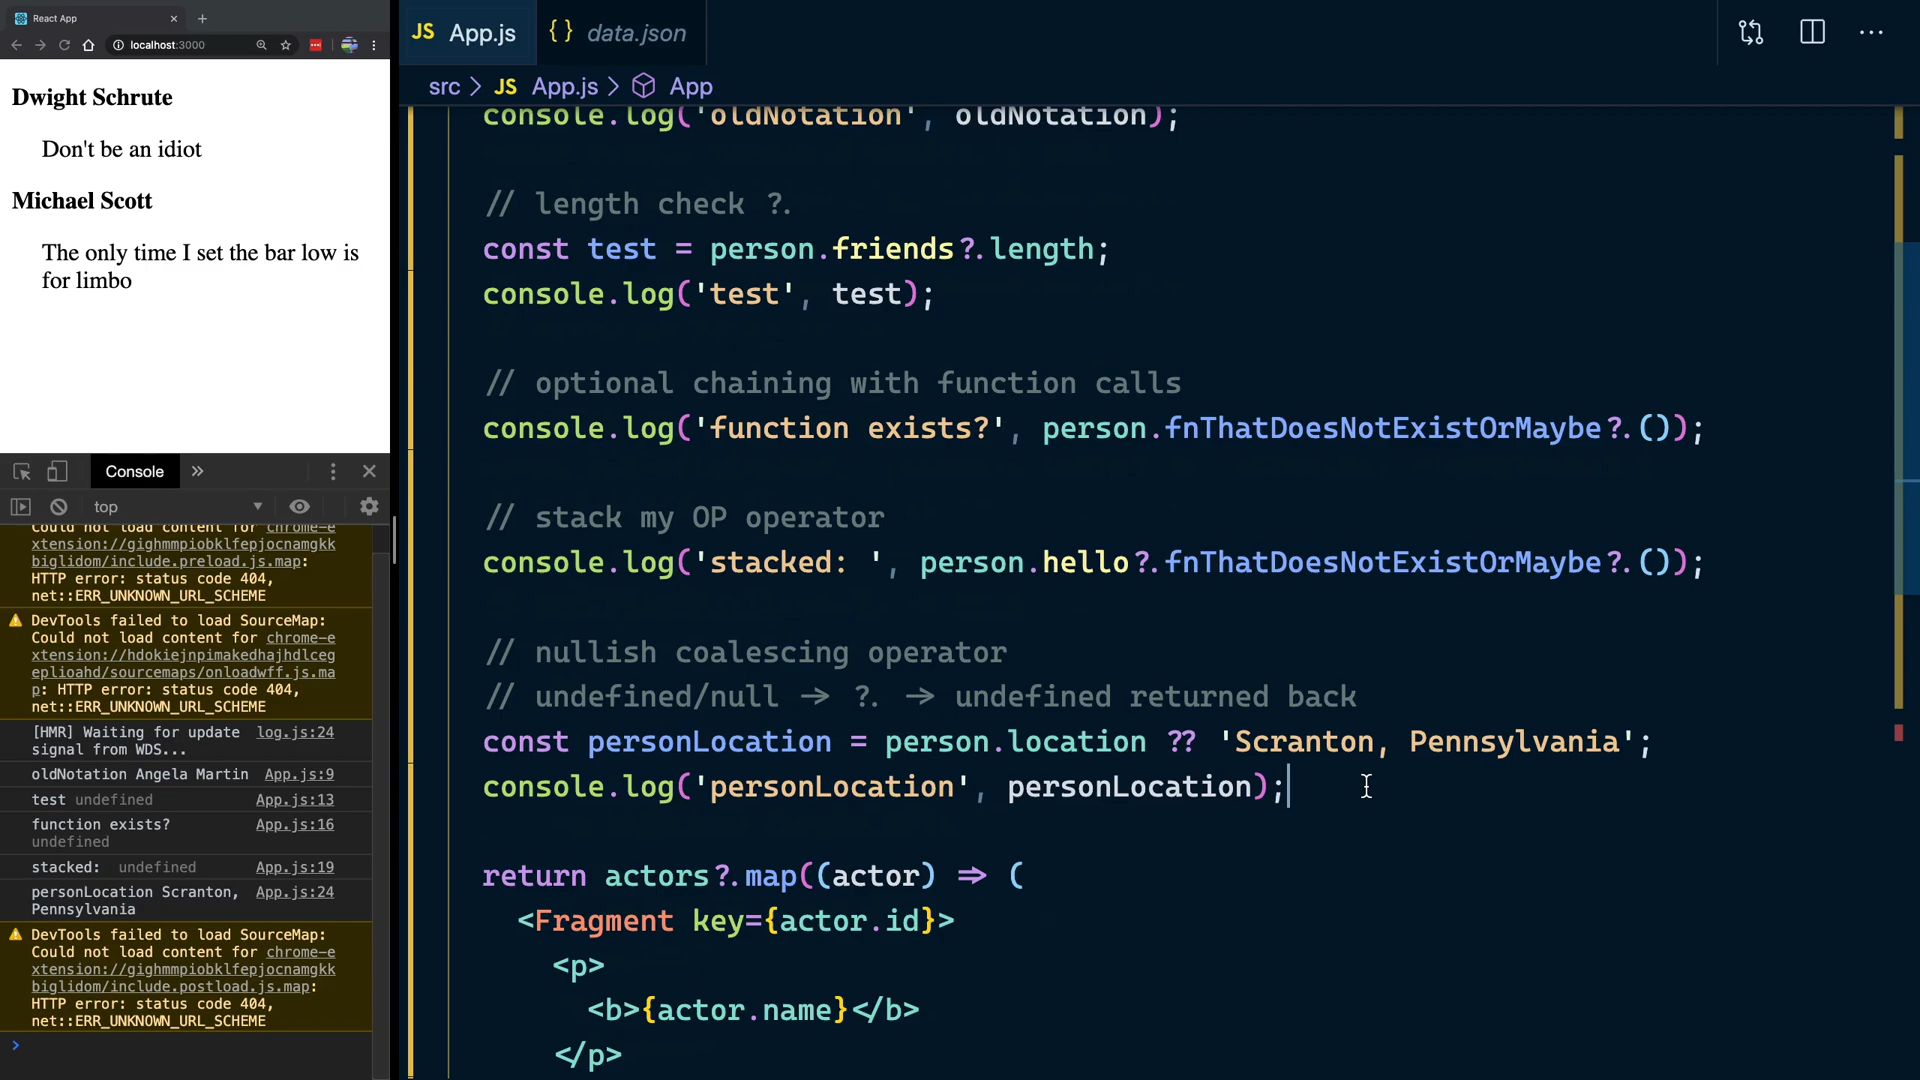 React App
localhost:3000
Dwight Schrute
Don't be an idiot
Michael Scott
The only time I set the bar low is
for limbo
Console
top
Could not load content for chrome-e
xtension://gighmmpiobklfepjocnamgkk
biglidom/include.preload.js.map:
HTTP error: status code 404,
net::ERR_UNKNOWN_URL_SCHEME
DevTools failed to load SourceMap:
Could not load content for chrome-e
xtension://hdokiejnpimakedhajhdlceg
eplioahd/sourcemaps/onloadwff.js.ma
p: HTTP error: status code 404,
net::ERR_UNKNOWN_URL_SCHEME
[HMR] Waiting for update log.js:24
signal from WDS...
oldNotation Angela Martin App.js:9
test undefined App.js:13
function exists? App.js:16
undefined
stacked: undefined App.js:19
personLocation Scranton, App.js:24
Pennsylvania
DevTools failed to load SourceMap:
Could not load content for chrome-e
xtension://gighmmpiobklfepjocnamgkk
biglidom/include.postload.js.map:
HTTP error: status code 404,
net::ERR_UNKNOWN_URL_SCHEME
JS App.js {} data.json
src > JS App.js > App
console.log('oldNotation', oldNotation);
// length check ?.
const test = person.friends?.length;
console.log('test', test);
// optional chaining with function calls
console.log('function exists?', person.fnThatDoesNotExistOrMaybe?.());
// stack my OP operator
console.log('stacked: ', person.hello?.fnThatDoesNotExistOrMaybe?.());
// nullish coalescing operator
// undefined/null -> ?. -> undefined returned back
const personLocation = person.location ?? 'Scranton, Pennsylvania';
console.log('personLocation', personLocation);
return actors?.map((actor) => (
<Fragment key={actor.id}>
<p>
<b>{actor.name}</b>
</p>